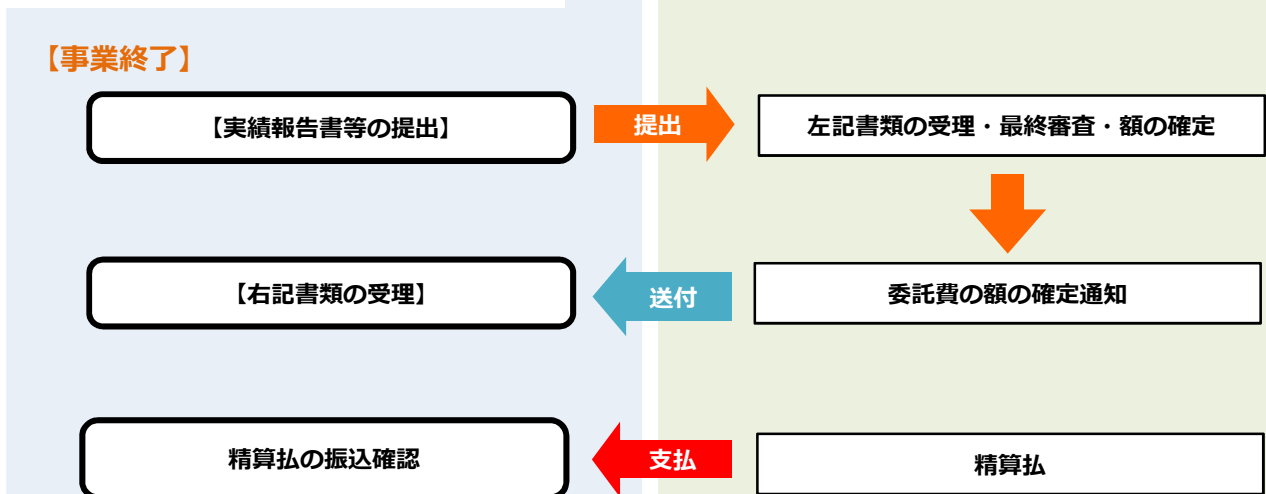 【事業終了】
【実績報告書等の提出】
提出
左記書類の受理・最終審査・額の確定
【右記書類の受理】
送付
委託費の額の確定通知
精算払の振込確認
支払
精算払